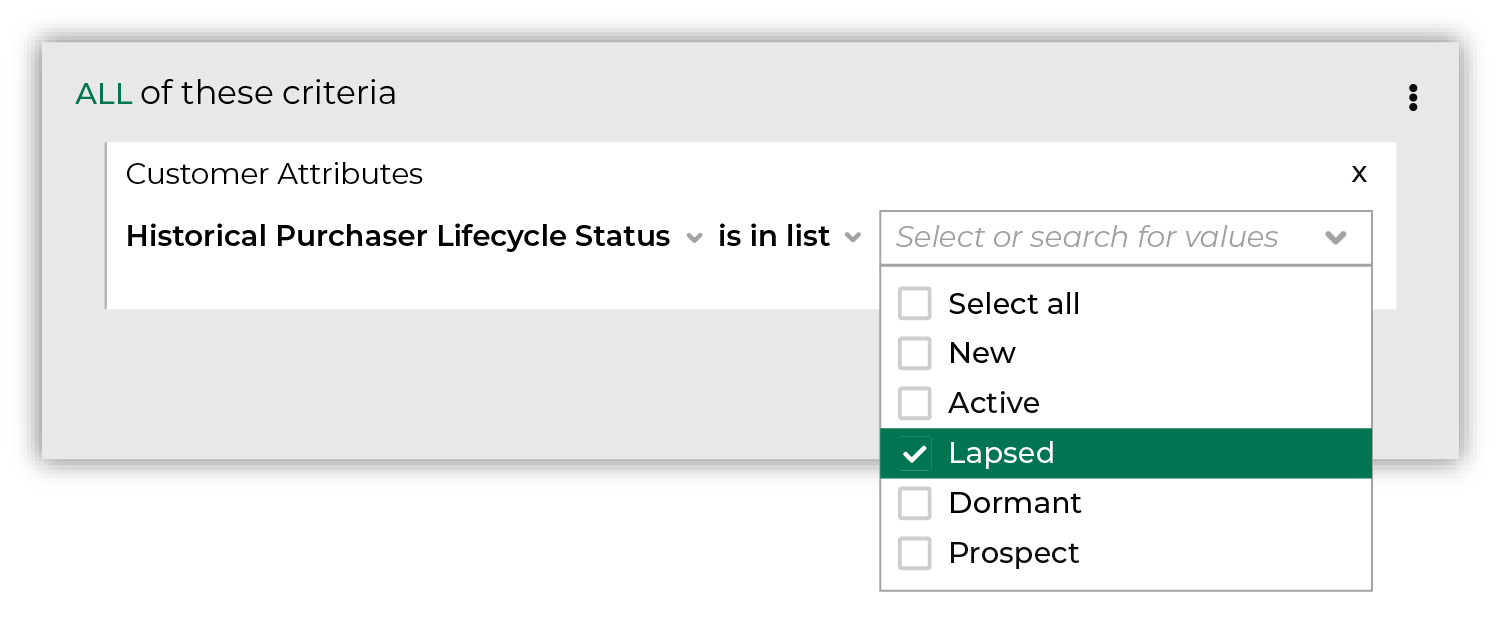 ALL of these criteria
Customer Attributes x
Historical Purchaser Lifecycle Status is in list Select or search for values
Select all
New
Active
Lapsed
Dormant
Prospect